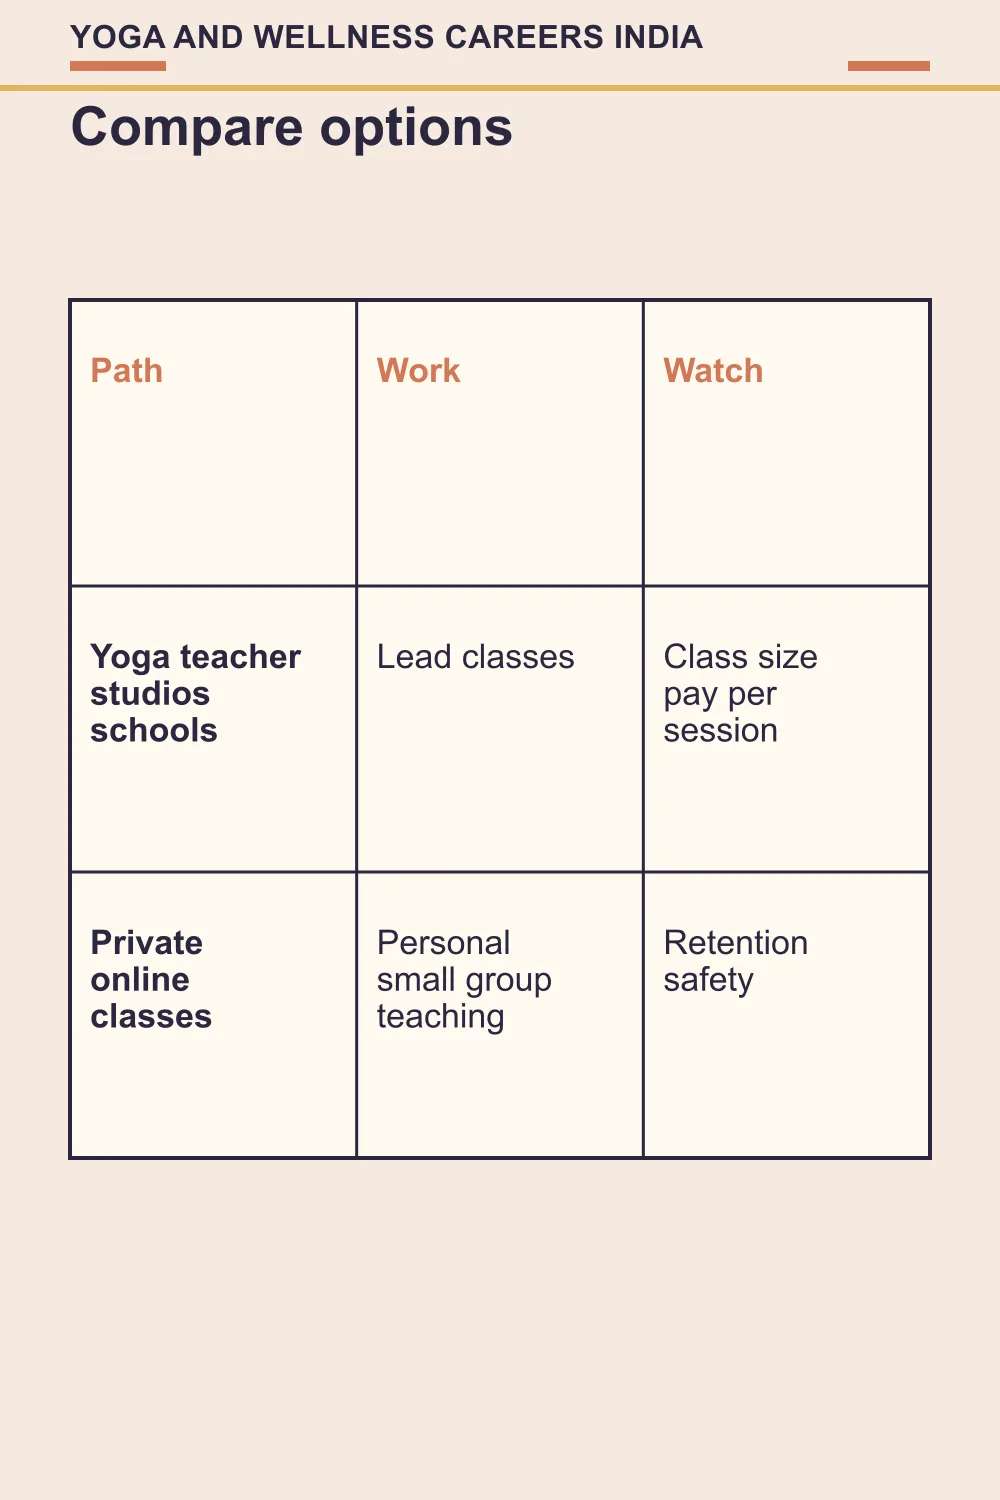 YOGA AND WELLNESS CAREERS INDIA
Compare options
Path
Work
Watch
Yoga teacher
studios
schools
Lead classes
Class size
pay per
session
Private
online
classes
Personal
small group
teaching
Retention
safety